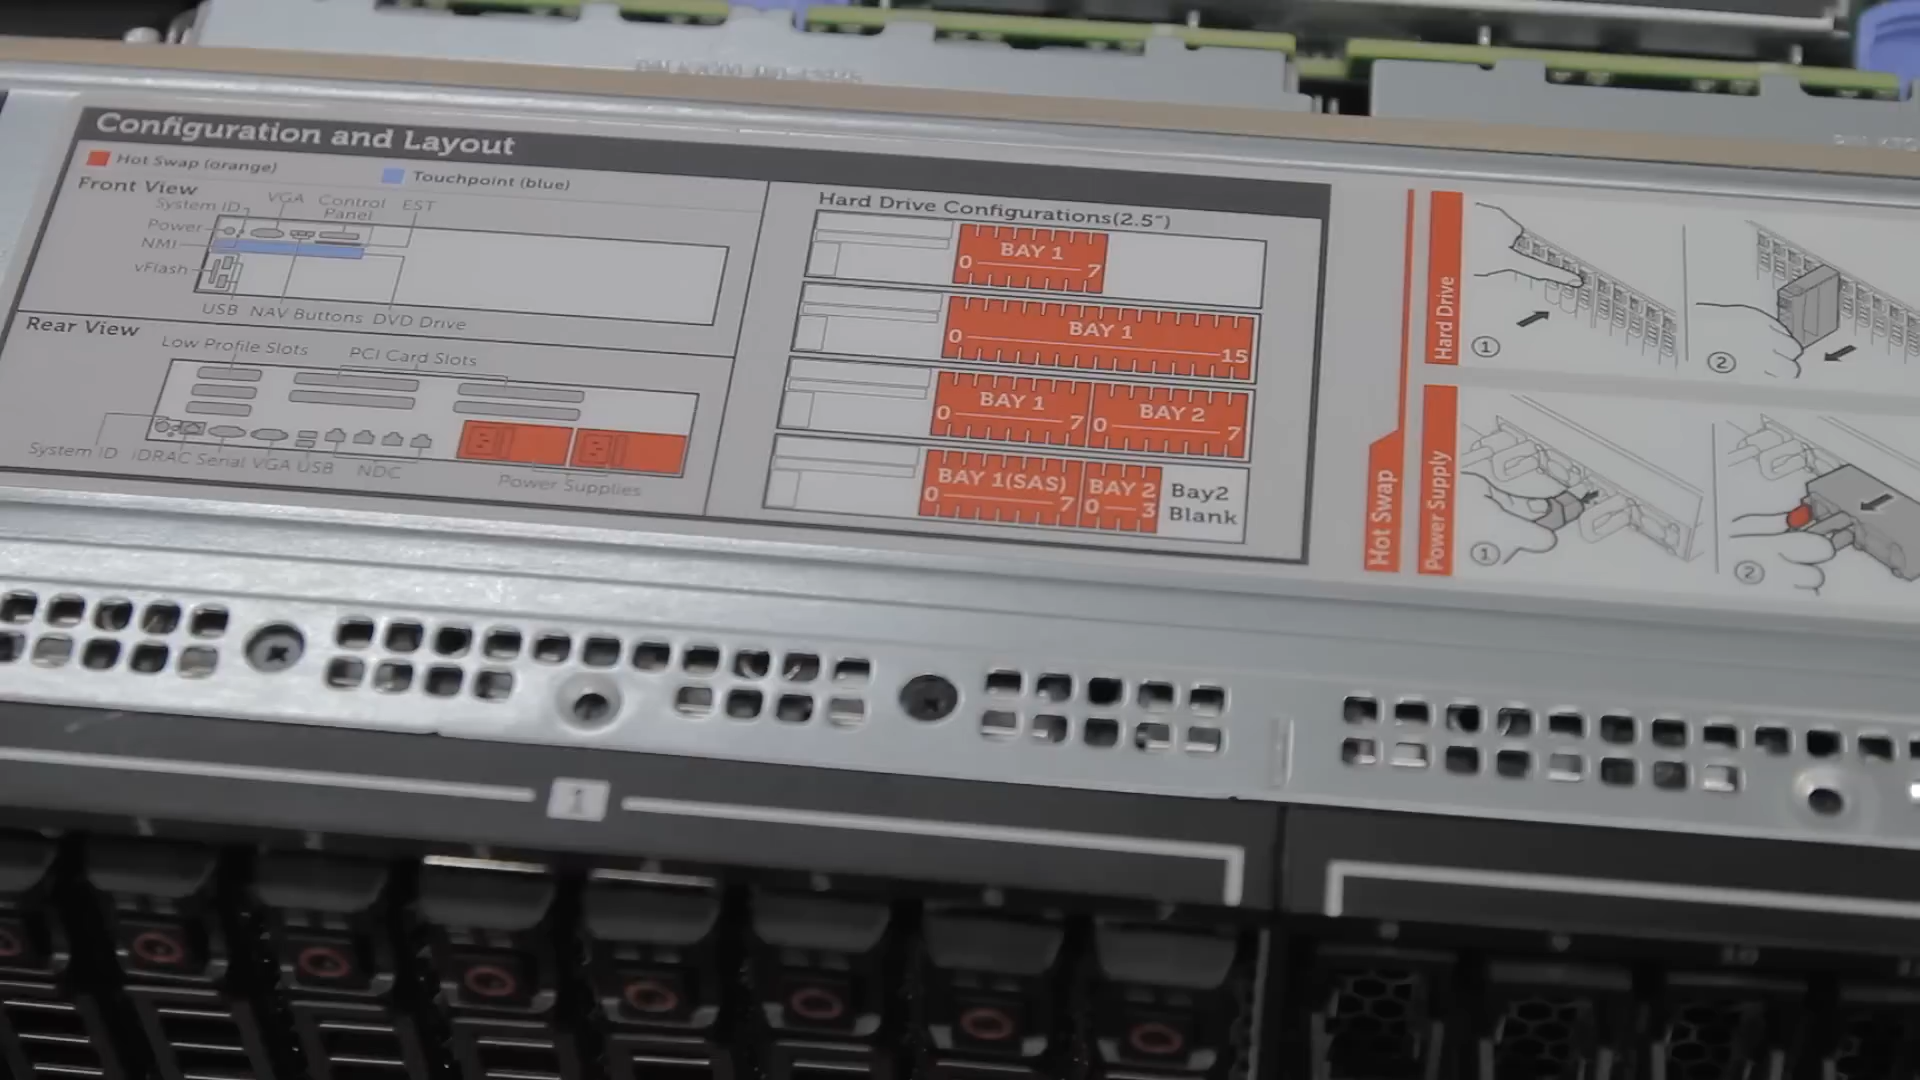 Configuration and Layout
Hot Swap (orange)
Touchpoint (blue)
Front View
System ID
VGA
Control
Panel
EST
Power
NMI
vFlash
USB
NAV Buttons
DVD Drive
Rear View
Low Profile Slots
PCI Card Slots
System ID
iDRAC
Serial
VGA
USB
NDC
Power Supplies
Hard Drive Configurations(2.5")
BAY 1
0 7
BAY 1
0 15
BAY 1
0 7
BAY 2
0 7
BAY 1(SAS)
0 7
BAY 2
0 3
Bay2
Blank
Hot Swap
Hard Drive
1
2
Power Supply
1
2
1